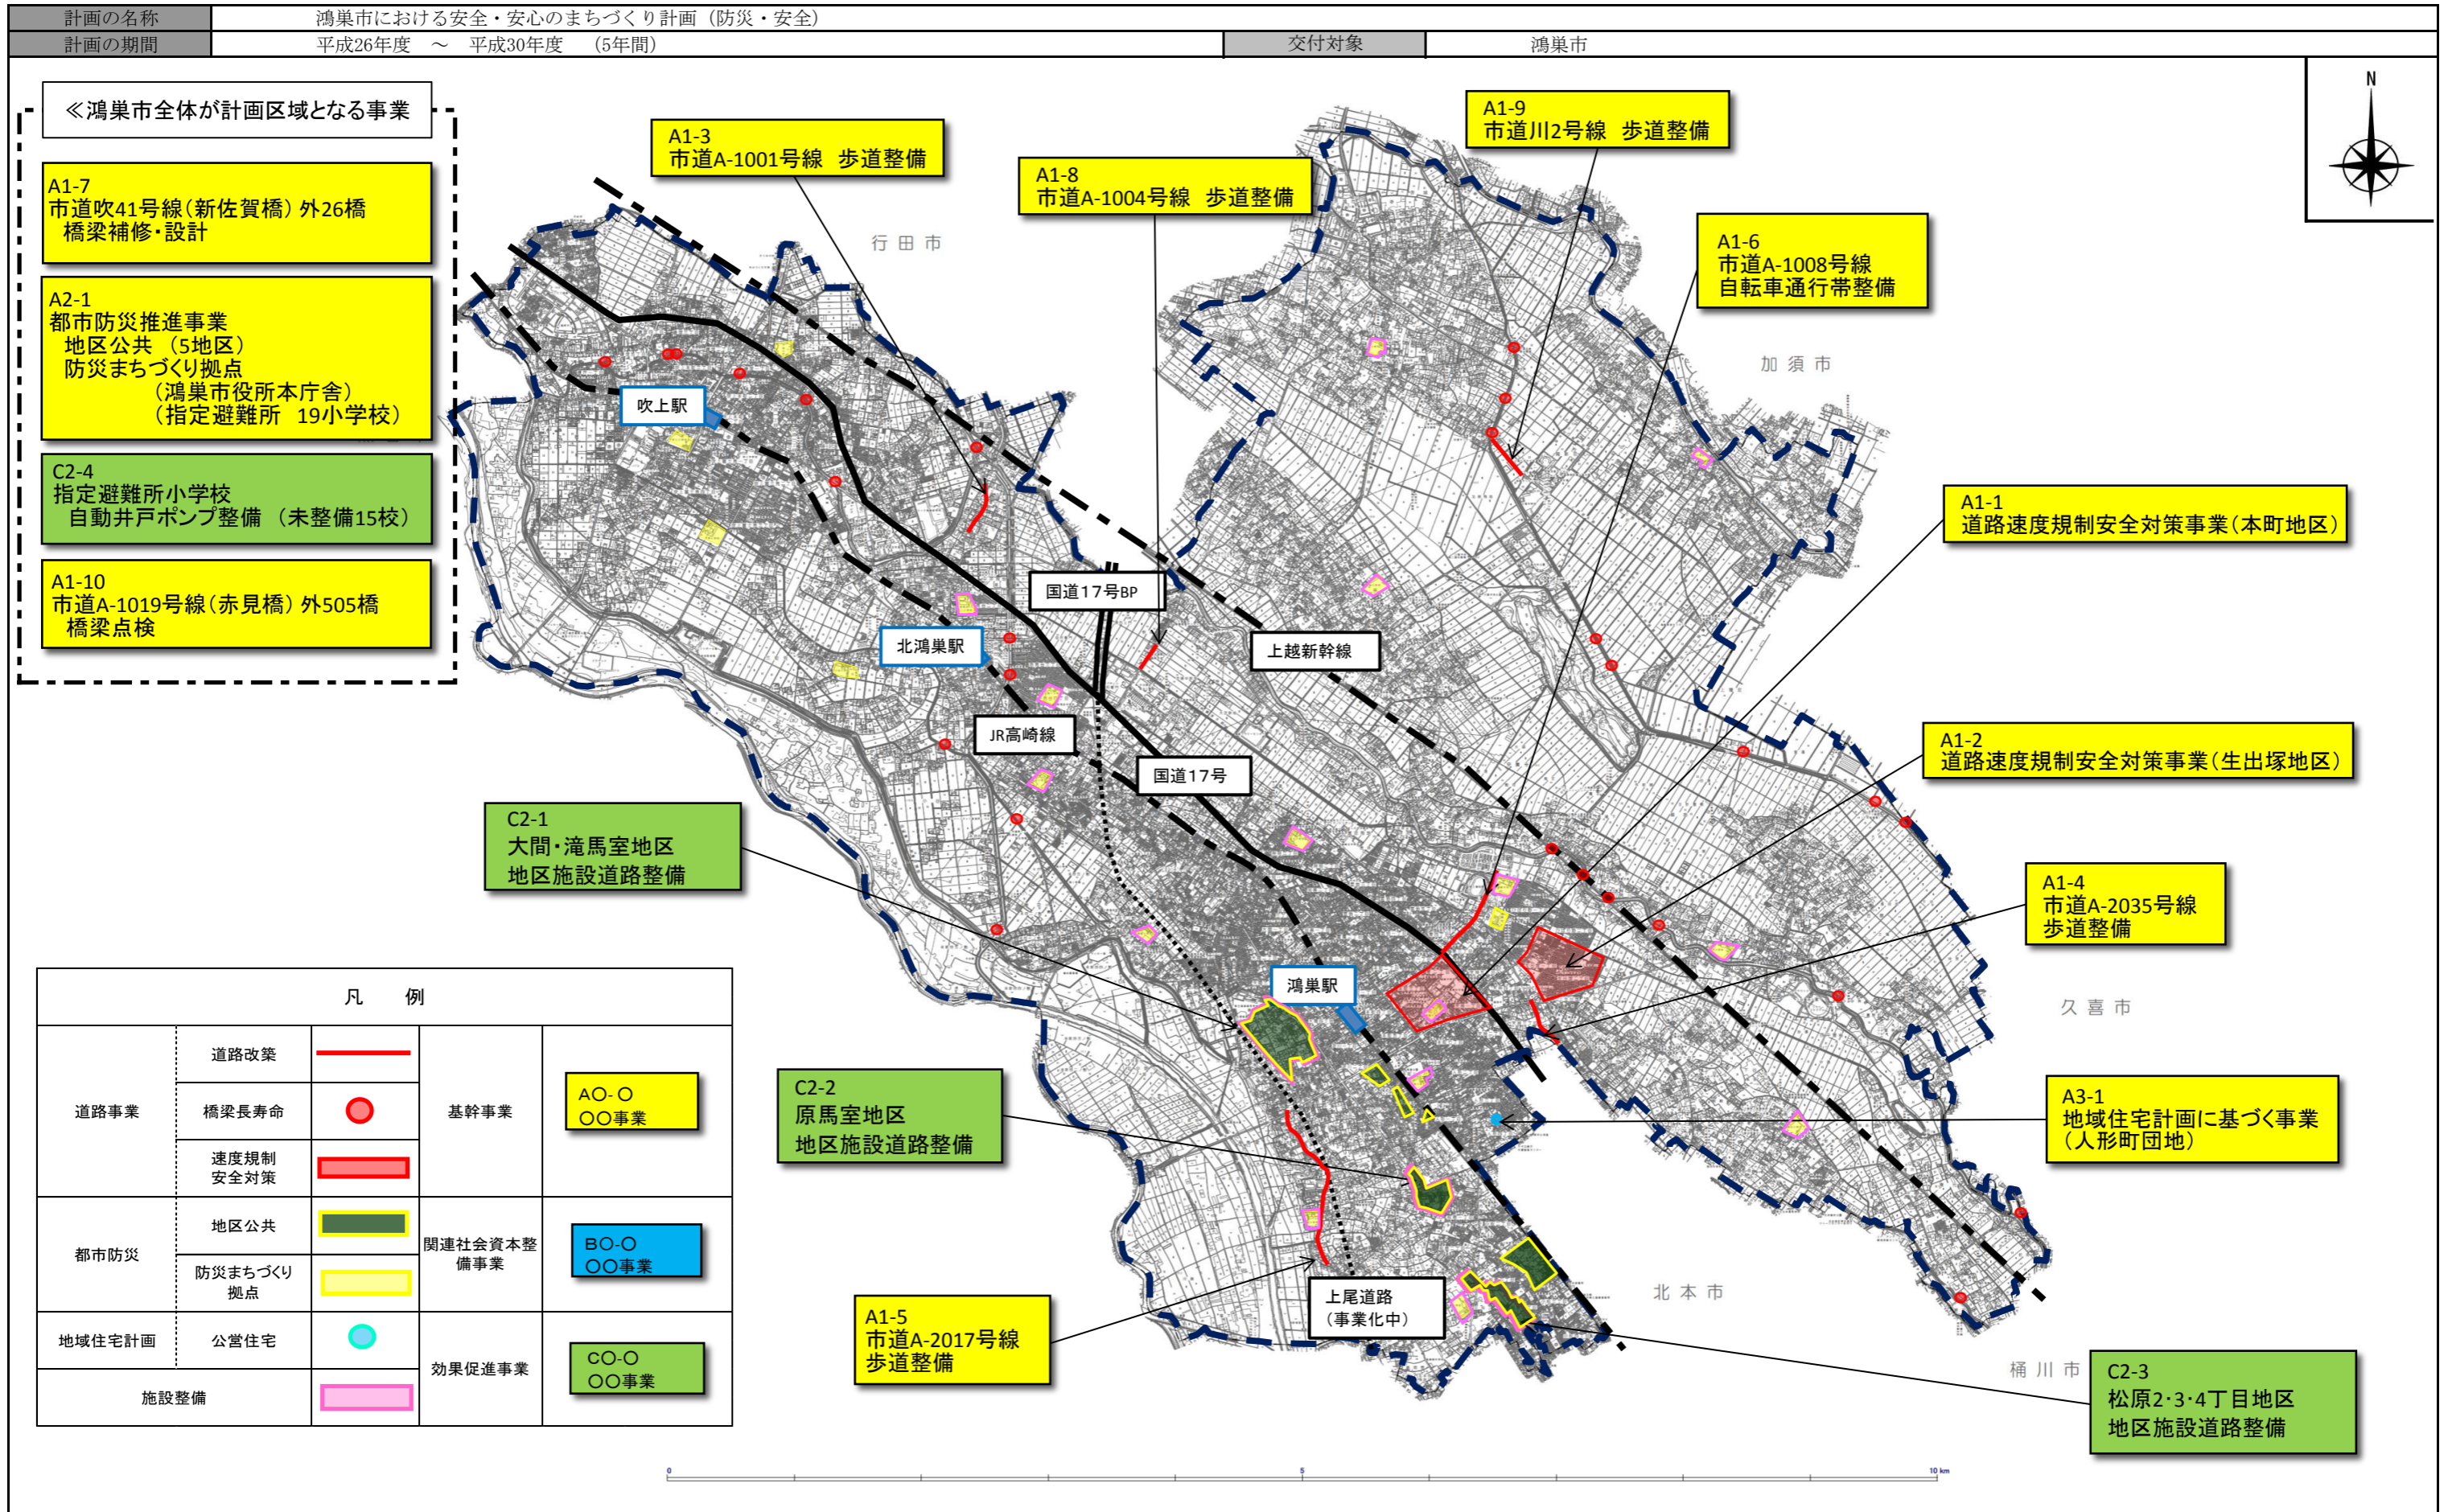 計画の名称 鴻巣市における安全・安心のまちづくり計画（防災・安全）
計画の期間 平成26年度 ～ 平成30年度 （5年間） 交付対象 鴻巣市
N
≪鴻巣市全体が計画区域となる事業
A1-7
市道吹41号線(新佐賀橋)外26橋
橋梁補修・設計
A2-1
都市防災推進事業
地区公共 （5地区）
防災まちづくり拠点
（鴻巣市役所本庁舎）
（指定避難所 19小学校）
C2-4
指定避難所小学校
自動井戸ポンプ整備 （未整備15校）
A1-10
市道A-1019号線(赤見橋)外505橋
橋梁点検
A1-3
市道A-1001号線 歩道整備
A1-8
市道A-1004号線 歩道整備
A1-9
市道川2号線 歩道整備
A1-6
市道A-1008号線
自転車通行帯整備
A1-1
道路速度規制安全対策事業(本町地区)
A1-2
道路速度規制安全対策事業(生出塚地区)
A1-4
市道A-2035号線
歩道整備
A3-1
地域住宅計画に基づく事業
(人形町団地)
C2-3
松原2・3・4丁目地区
地区施設道路整備
C2-1
大間・滝馬室地区
地区施設道路整備
C2-2
原馬室地区
地区施設道路整備
A1-5
市道A-2017号線
歩道整備
行田市
加須市
久喜市
北本市
桶川市
吹上駅
北鴻巣駅
鴻巣駅
国道17号BP
上越新幹線
JR高崎線
国道17号
上尾道路
（事業化中）
凡 例
道路事業
道路改築
橋梁長寿命
速度規制
安全対策
基幹事業
A〇-〇
〇〇事業
都市防災
地区公共
防災まちづくり
拠点
関連社会資本整
備事業
B〇-〇
〇〇事業
地域住宅計画
公営住宅
施設整備
効果促進事業
C〇-〇
〇〇事業
0 5 10 km